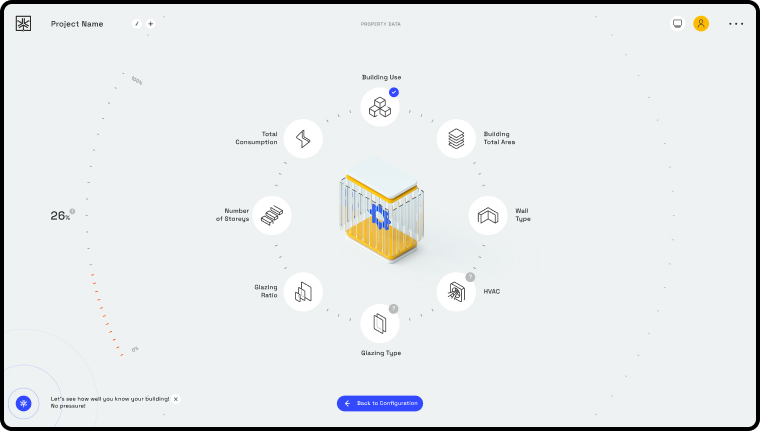 Project Name
PROPERTY DATA
100%
Building Use
Total
Consumption
Building
Total Area
26%
Number
of Storeys
Wall
Type
Glazing
Ratio
HVAC
Glazing Type
0%
Let's see how well you know your building!
No pressure!
Back to Configuration